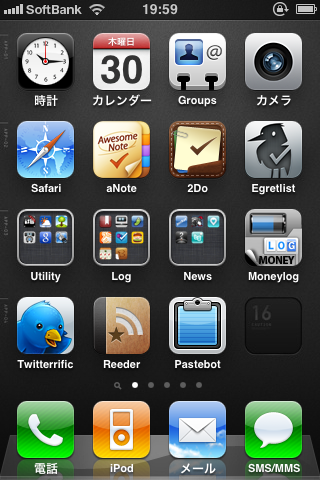 SoftBank 19:59
木曜日
30
@
時計 カレンダー Groups カメラ
Awesome
Note
Safari aNote 2Do Egretlist
LOG
MONEY
Utility Log News Moneylog
16
Twitterrific Reeder Pastebot
電話 iPod メール SMS/MMS